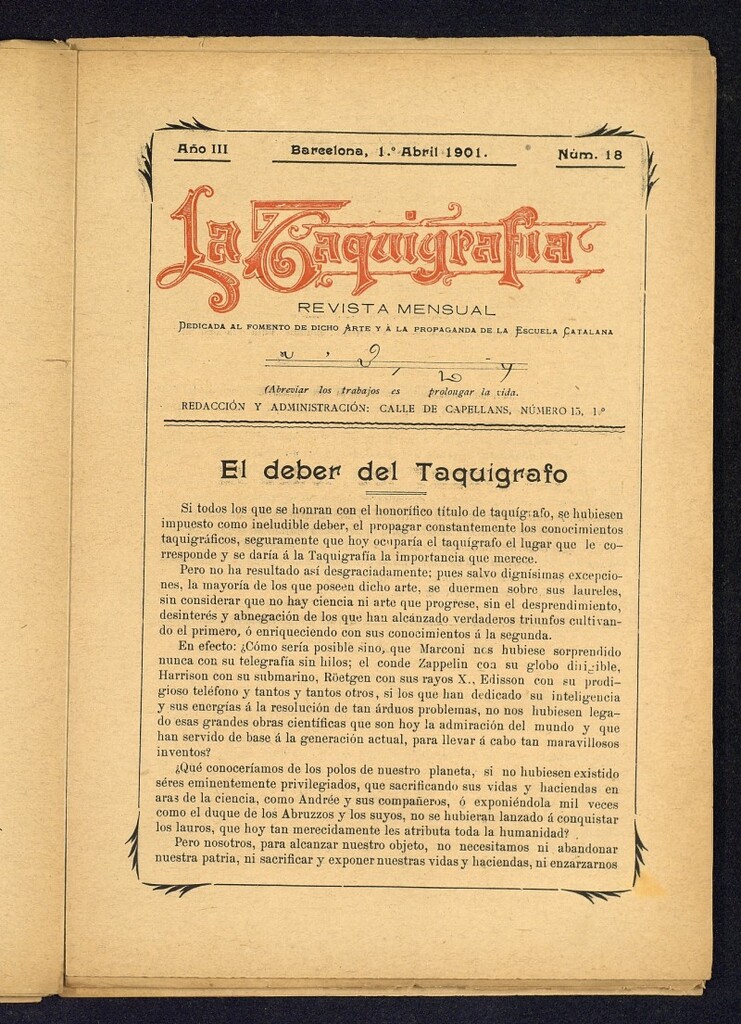 Año III
Barcelona, 1.º Abril 1901.
Núm. 18
La Taquigrafia
REVISTA MENSUAL
DEDICADA AL FOMENTO DE DICHO ARTE Y Á LA PROPAGANDA DE LA ESCUELA CATALANA
(Abreviar los trabajos es prolongar la vida.
REDACCIÓN Y ADMINISTRACIÓN: CALLE DE CAPELLANS, NÚMERO 15, 1.º
El deber del Taquigrafo
Si todos los que se honran con el honorífico título de taquígrafo, se hubiesen
impuesto como ineludible deber, el propagar constantemente los conocimientos
taquigráficos, seguramente que hoy ocuparía el taquígrafo el lugar que le co-
rresponde y se daría á la Taquigrafía la importancia que merece.
Pero no ha resultado así desgraciadamente; pues salvo dignísimas excepcio-
nes, la mayoría de los que poseen dicho arte, se duermen sobre sus laureles,
sin considerar que no hay ciencia ni arte que progrese, sin el desprendimiento,
desinterés y abnegación de los que han alcanzado verdaderos triunfos cultivan-
do el primero, ó enriqueciendo con sus conocimientos á la segunda.
En efecto: ¿Cómo sería posible sino, que Marconi nos hubiese sorprendido
nunca con su telegrafía sin hilos; el conde Zappelin con su globo dirigible,
Harrison con su submarino, Röetgen con sus rayos X., Edisson con su prodi-
gioso teléfono y tantos y tantos otros, si los que han dedicado su inteligencia
y sus energías á la resolución de tan árduos problemas, no nos hubiesen lega-
do esas grandes obras científicas que son hoy la admiración del mundo y que
han servido de base á la generación actual, para llevar á cabo tan maravillosos
inventos?
¿Qué conoceríamos de los polos de nuestro planeta, si no hubiesen existido
séres eminentemente privilegiados, que sacrificando sus vidas y haciendas en
aras de la ciencia, como Andrée y sus compañeros, ó exponiéndola mil veces
como el duque de los Abruzzos y los suyos, no se hubieran lanzado á conquistar
los lauros, que hoy tan merecidamente les atributa toda la humanidad?
Pero nosotros, para alcanzar nuestro objeto, no necesitamos ni abandonar
nuestra patria, ni sacrificar y exponer nuestras vidas y haciendas, ni enzarzarnos